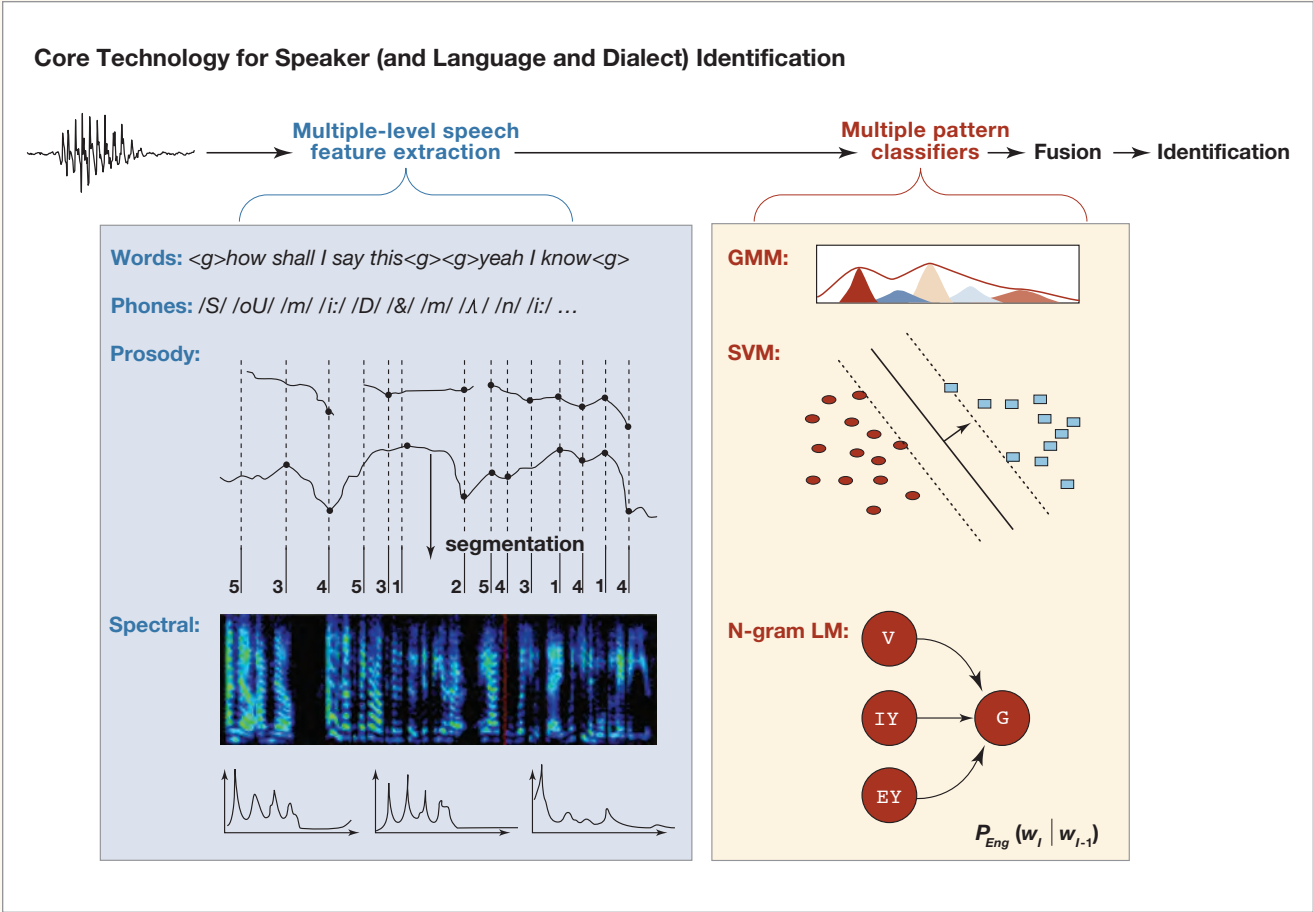 Core Technology for Speaker (and Language and Dialect) Identification
Multiple-level speech
feature extraction
Multiple pattern
classifiers
Fusion
Identification
Words: <g>how shall I say this<g><g>yeah I know<g>
Phones: /S/ /oU/ /m/ /i:/ /D/ /&/ /m/ /ʌ/ /n/ /i:/ …
Prosody:
segmentation
5 3 4 5 3 1 2 5 4 3 1 4 1 4
Spectral:
GMM:
SVM:
N-gram LM:
V
IY
G
EY
P_Eng (w_I | w_I-1)